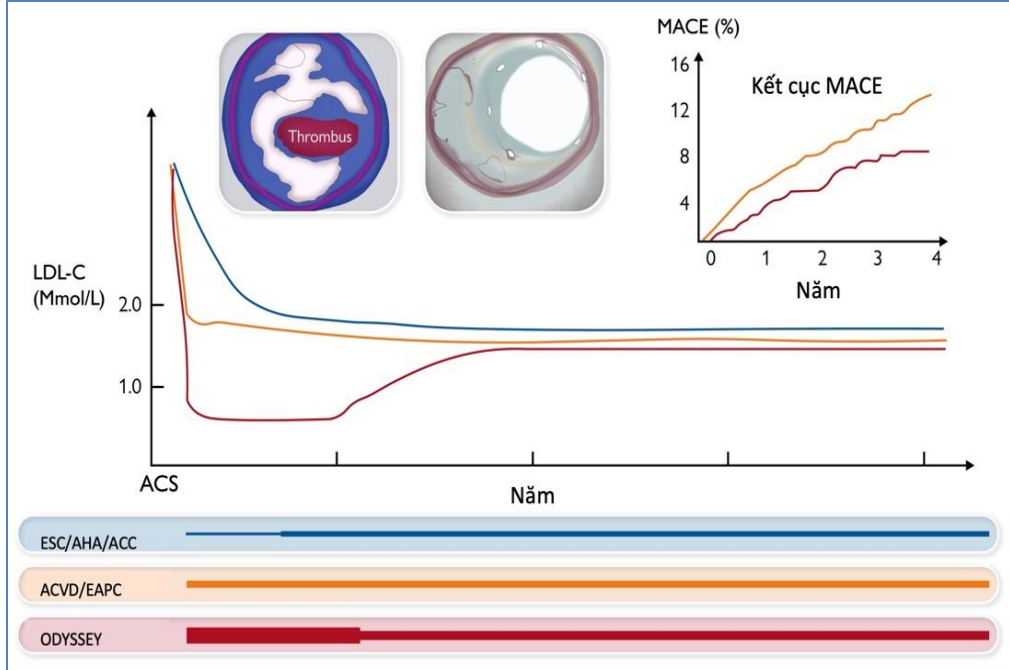 MACE (%)
16
12
8
4
Kết cục MACE
0 1 2 3 4
Năm
Thrombus
LDL-C
(Mmol/L)
2.0
1.0
ACS
Năm
ESC/AHA/ACC
ACVD/EAPC
ODYSSEY